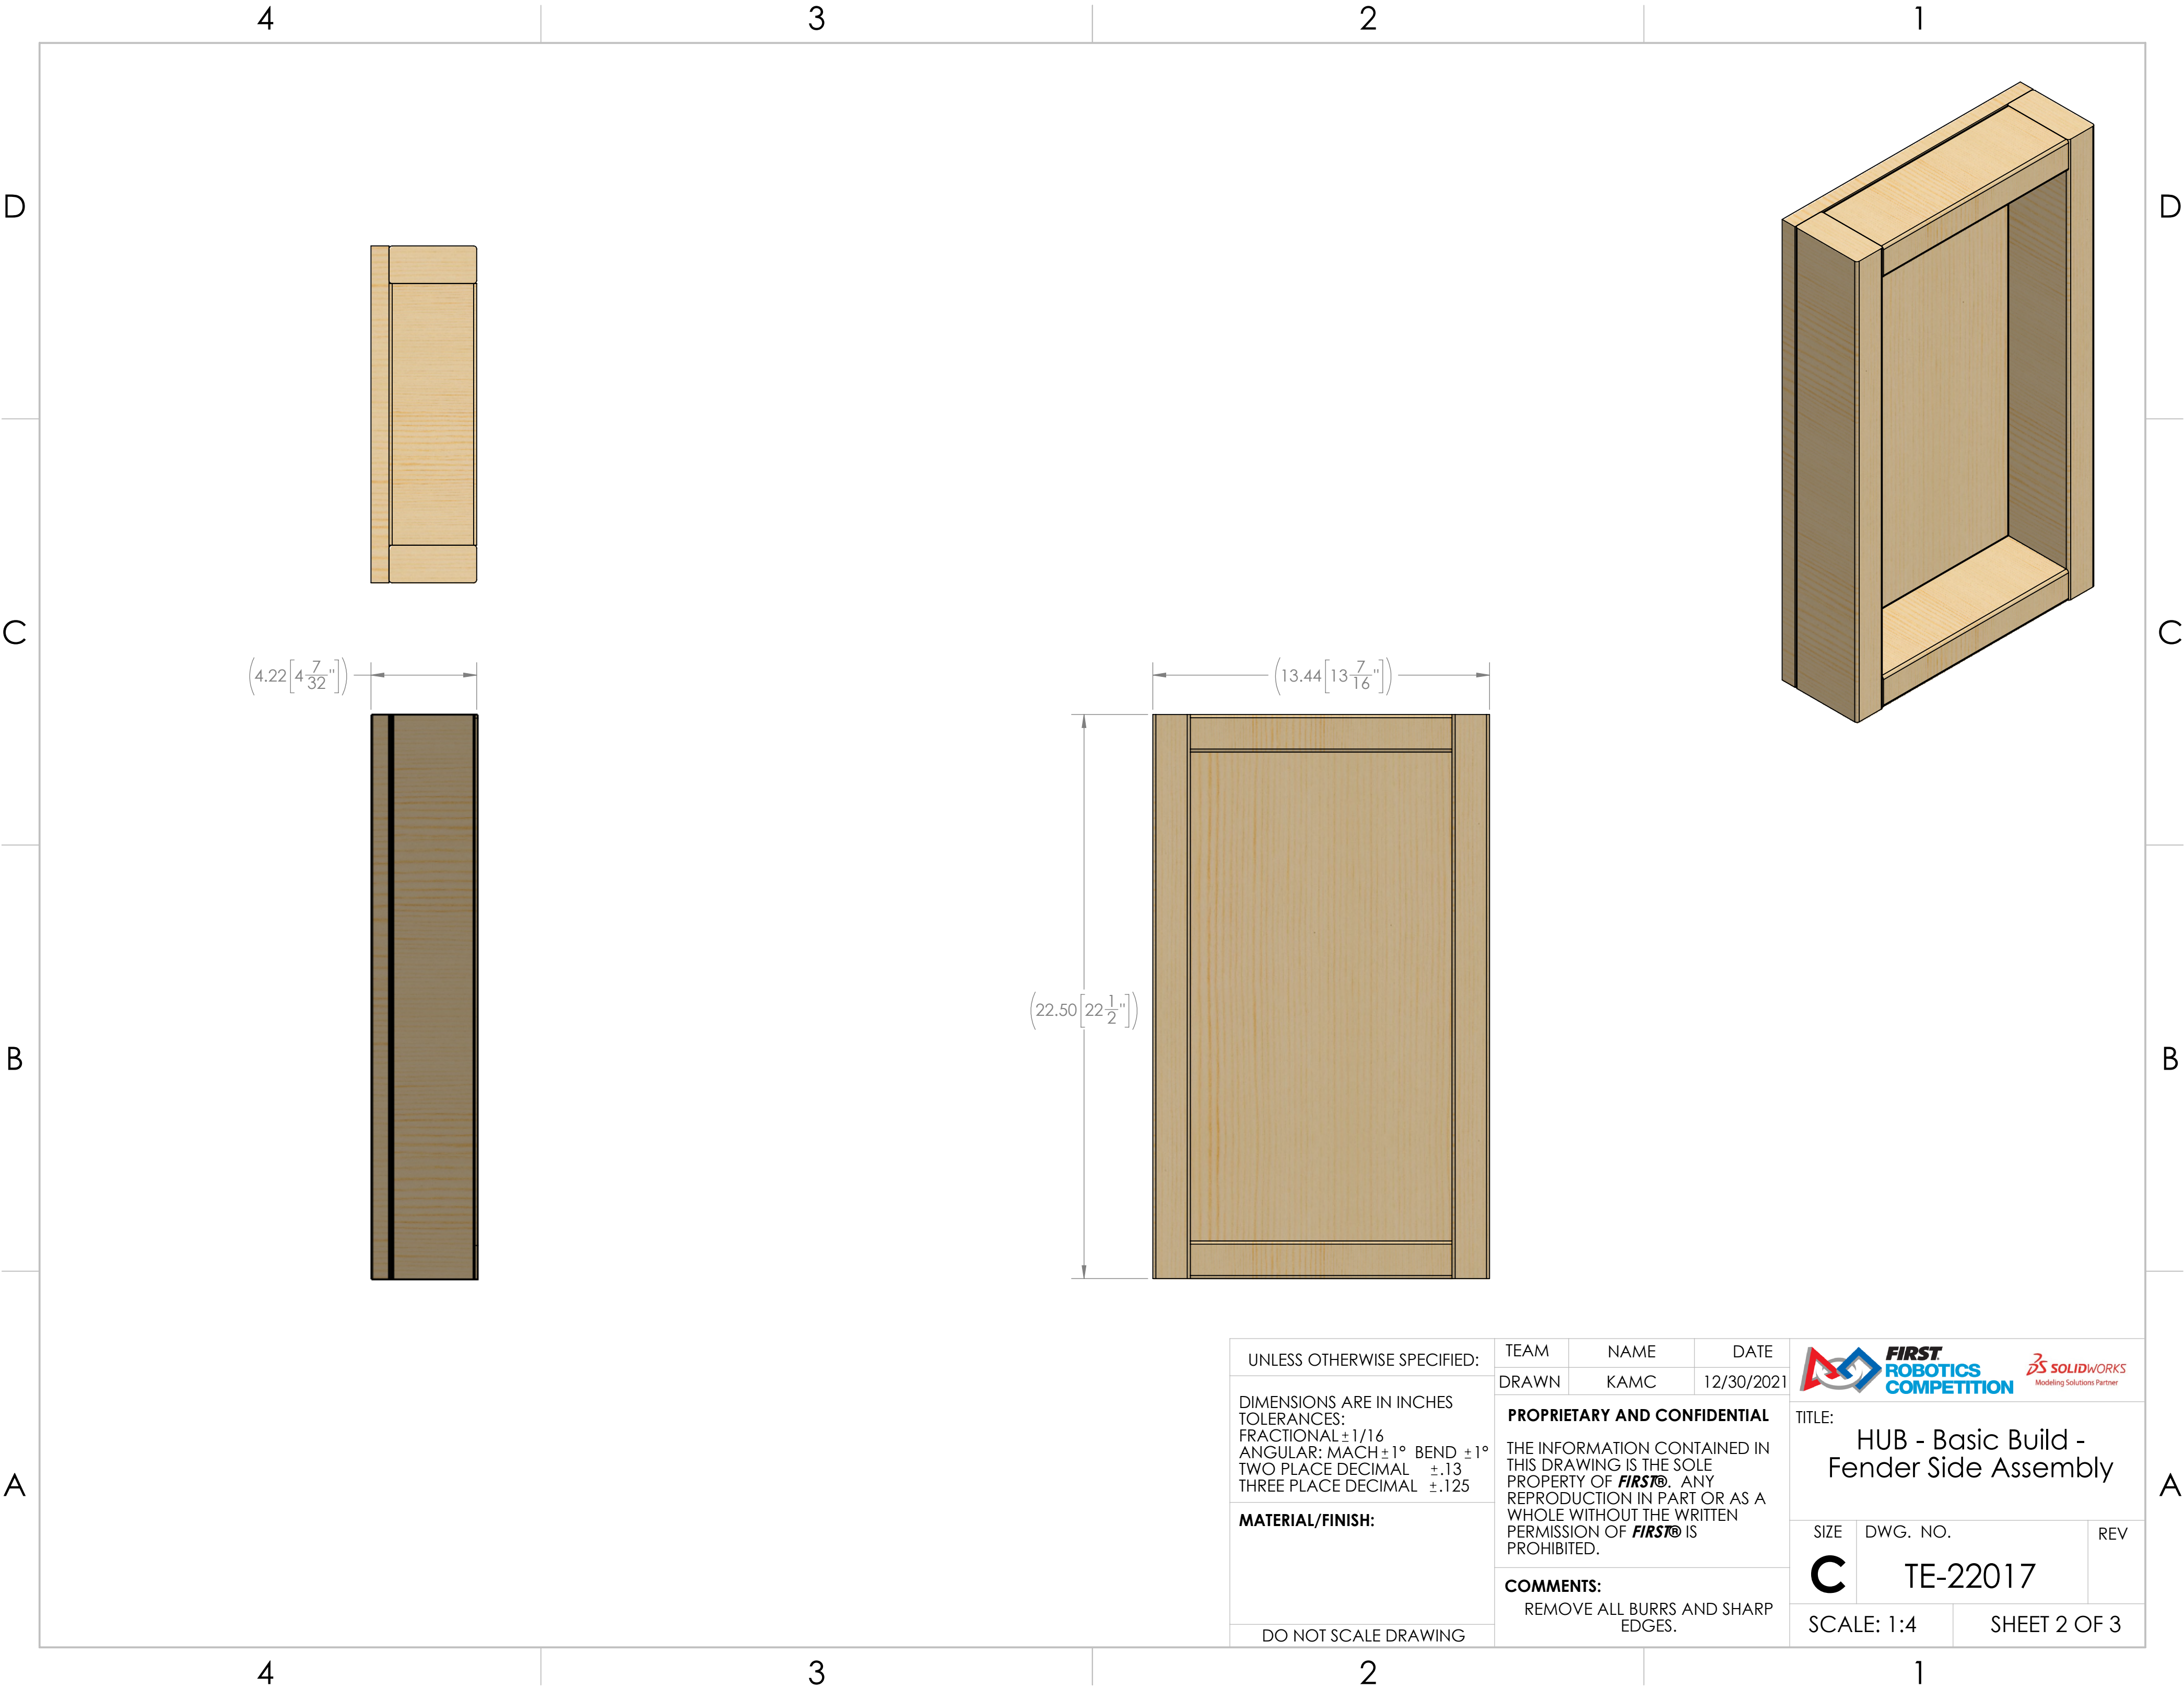 4 3 2 1
D D
C C
(4.22[4 7/32"])
(13.44[13 7/16"])
(22.50[22 1/2"])
B B
A A
UNLESS OTHERWISE SPECIFIED:
DIMENSIONS ARE IN INCHES
TOLERANCES:
FRACTIONAL±1/16
ANGULAR: MACH±1° BEND ±1°
TWO PLACE DECIMAL ±.13
THREE PLACE DECIMAL ±.125
MATERIAL/FINISH:
DO NOT SCALE DRAWING
TEAM NAME DATE
DRAWN KAMC 12/30/2021
PROPRIETARY AND CONFIDENTIAL
THE INFORMATION CONTAINED IN
THIS DRAWING IS THE SOLE
PROPERTY OF FIRST®. ANY
REPRODUCTION IN PART OR AS A
WHOLE WITHOUT THE WRITTEN
PERMISSION OF FIRST® IS
PROHIBITED.
COMMENTS:
REMOVE ALL BURRS AND SHARP
EDGES.
FIRST
ROBOTICS
COMPETITION
SOLIDWORKS
Modeling Solutions Partner
TITLE:
HUB - Basic Build -
Fender Side Assembly
SIZE DWG. NO. REV
C TE-22017
SCALE: 1:4 SHEET 2 OF 3
4 3 2 1